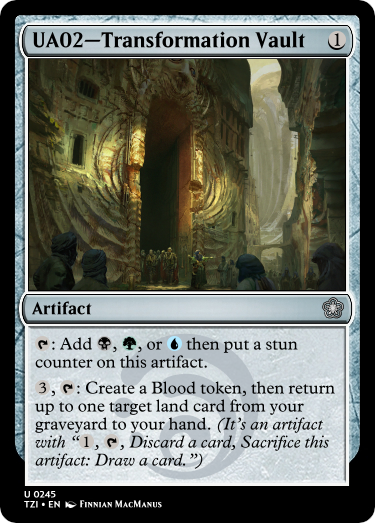 UA02—Transformation Vault 1
Artifact
: Add , , or then put a stun
counter on this artifact.
3, : Create a Blood token, then return
up to one target land card from your
graveyard to your hand. (It's an artifact
with “1, , Discard a card, Sacrifice this
artifact: Draw a card.”)
U 0245
TZI • EN Finnian MacManus